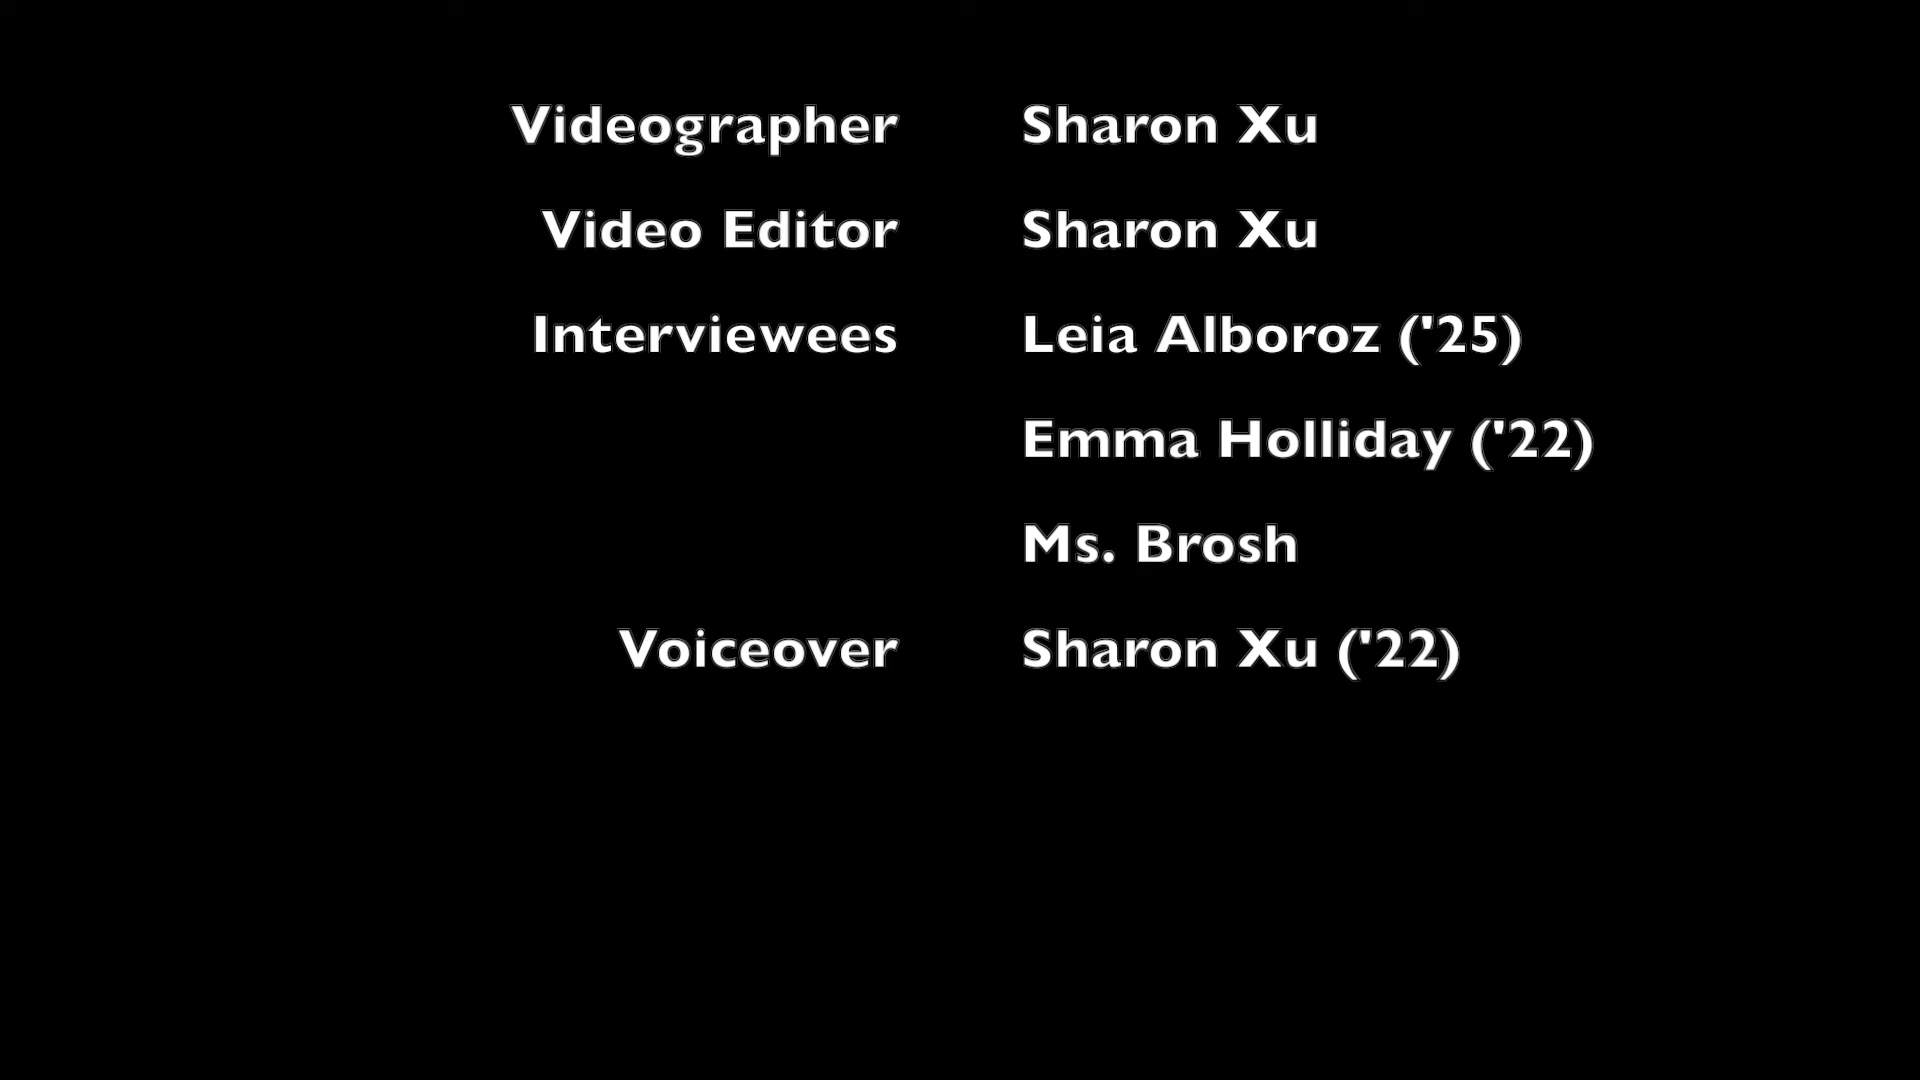 Videographer Sharon Xu
Video Editor Sharon Xu
Interviewees Leia Alboroz ('25)
Emma Holliday ('22)
Ms. Brosh
Voiceover Sharon Xu ('22)